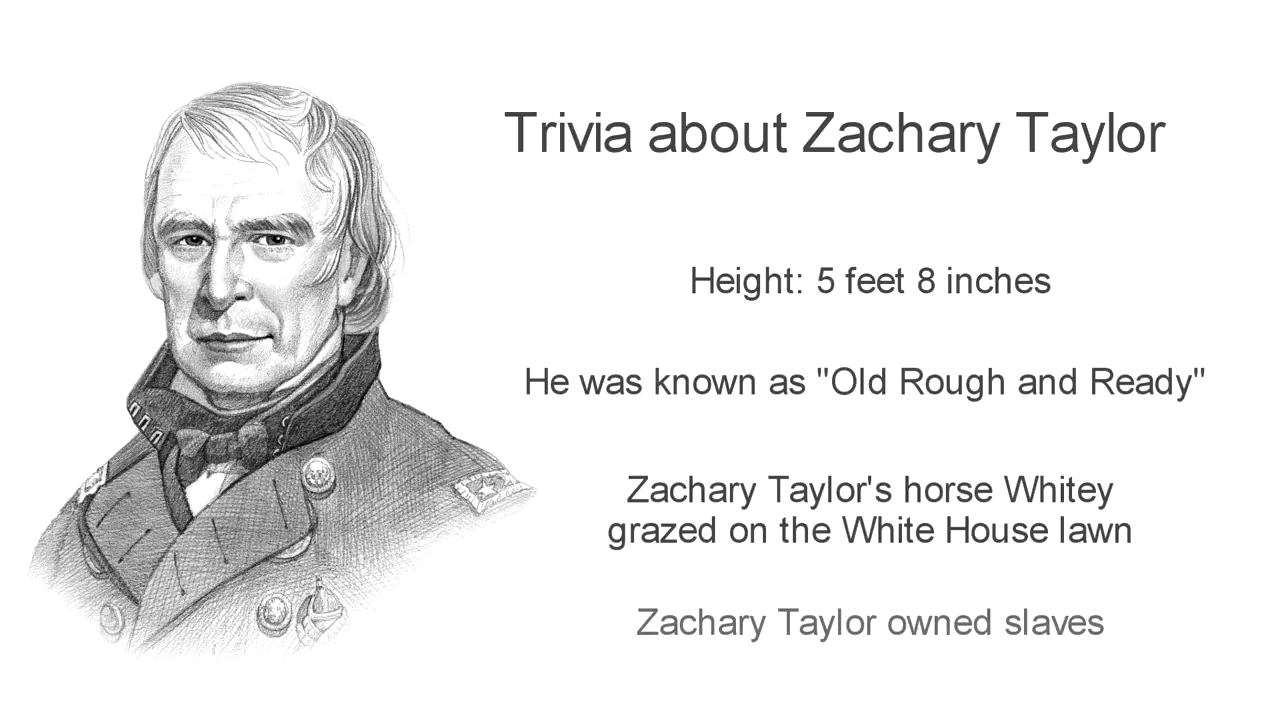 Trivia about Zachary Taylor
Height: 5 feet 8 inches
He was known as "Old Rough and Ready"
Zachary Taylor's horse Whitey
grazed on the White House lawn
Zachary Taylor owned slaves